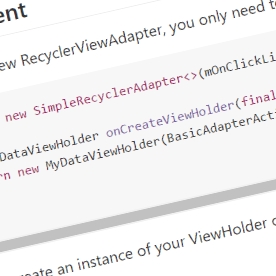 ent
ew RecyclerViewAdapter, you only need t
new SimpleRecyclerAdapter<>(mOnClickLi
DataViewHolder onCreateViewHolder(final
rn new MyDataViewHolder(BasicAdapterActi
eate an instance of your ViewHolder